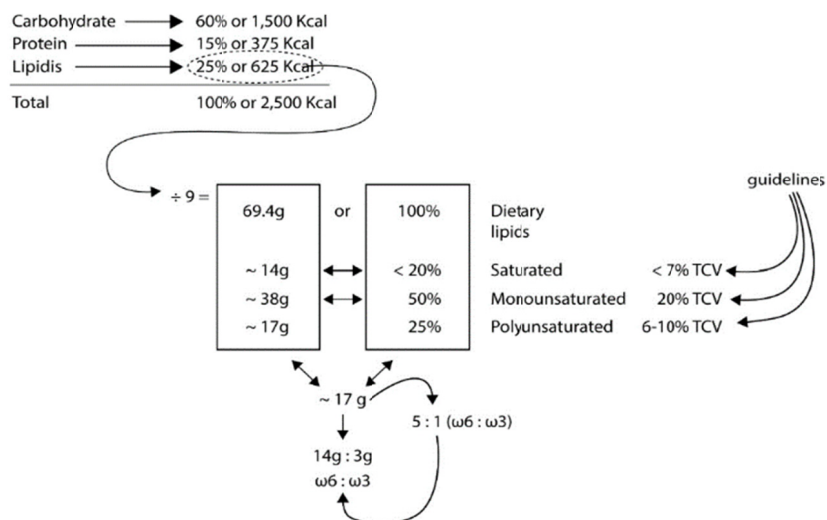 Carbohydrate 60% or 1,500 Kcal
Protein 15% or 375 Kcal
Lipidis 25% or 625 Kcal
Total 100% or 2,500 Kcal
guidelines
÷ 9 = 69.4g or 100% Dietary
lipids
~ 14g < 20% Saturated < 7% TCV
~ 38g 50% Monounsaturated 20% TCV
~ 17g 25% Polyunsaturated 6-10% TCV
~ 17 g
5 : 1 (ω6 : ω3)
14g : 3g
ω6 : ω3